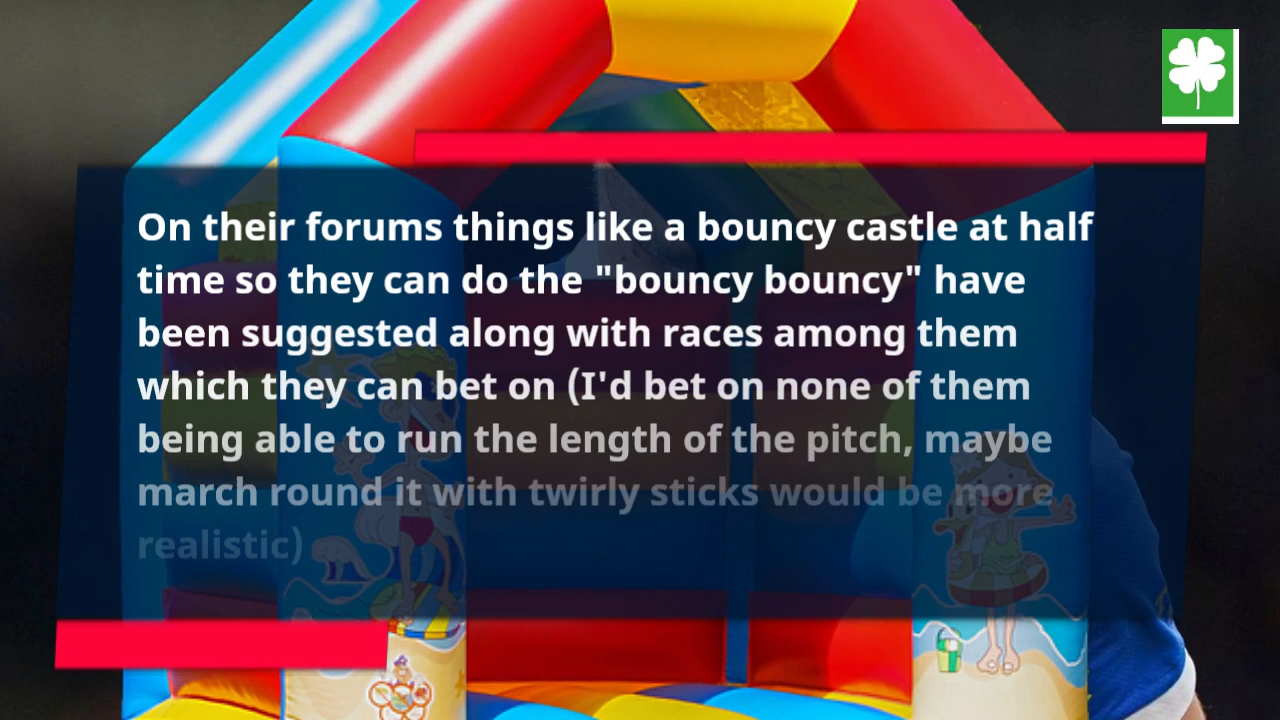 On their forums things like a bouncy castle at half
time so they can do the "bouncy bouncy" have
been suggested along with races among them
which they can bet on (I'd bet on none of them
being able to run the length of the pitch, maybe
march round it with twirly sticks would be more
realistic)